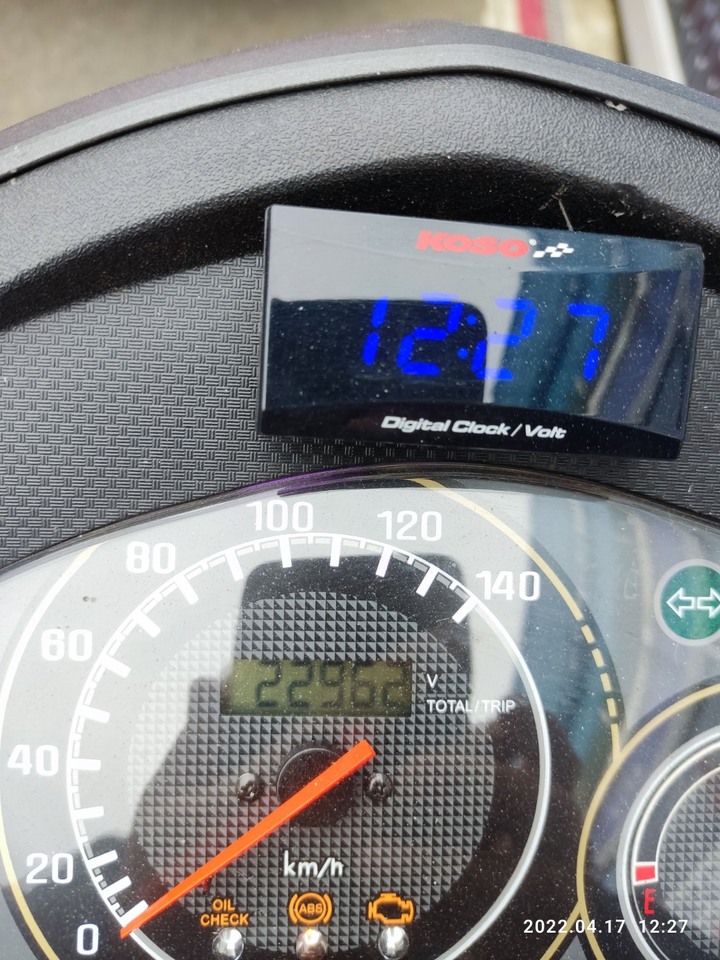 KOSO
12:27
Digital Clock / Volt
100
120
80
140
60
22962
V
TOTAL/TRIP
40
20
km/h
OIL
CHECK
ABS
0
E
2022.04.17 12:27